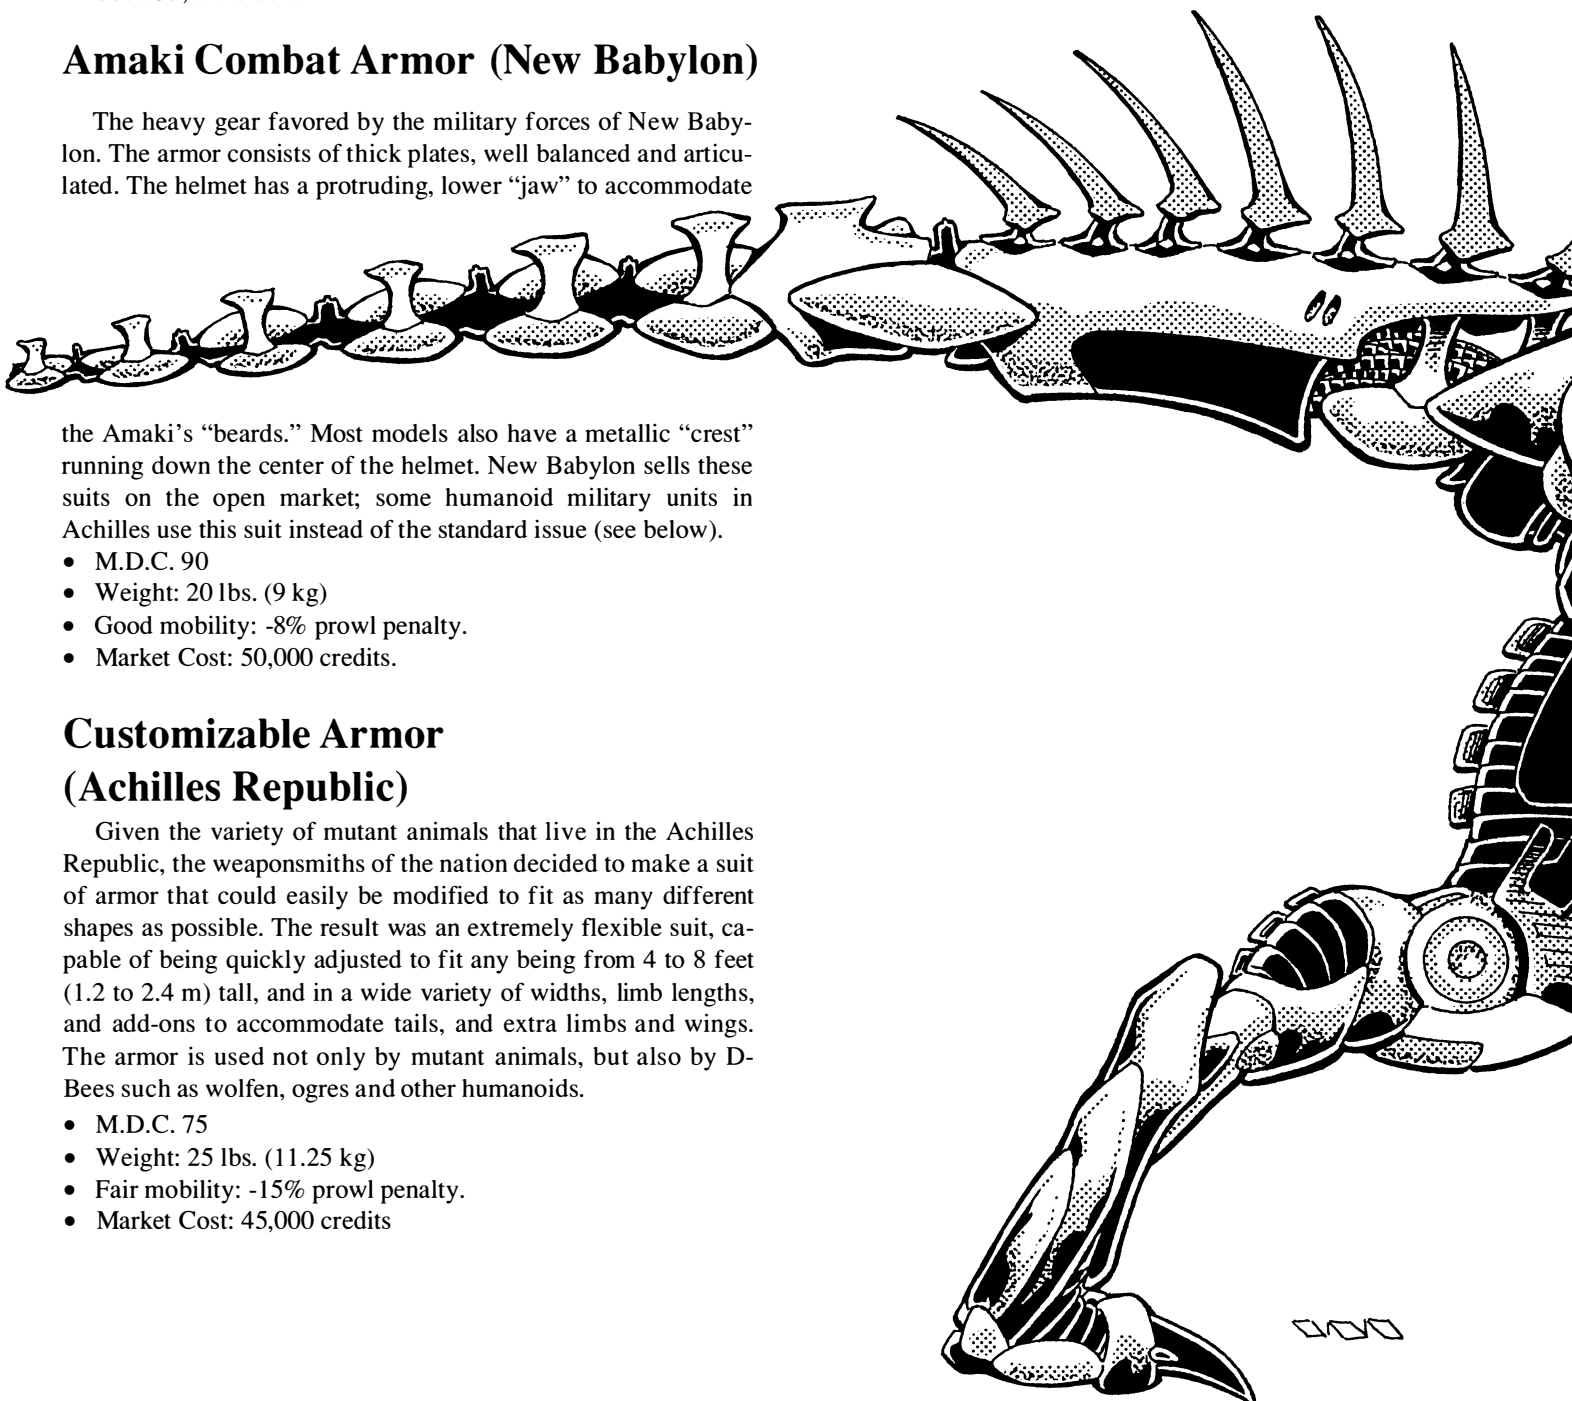 Amaki Combat Armor (New Babylon)
The heavy gear favored by the military forces of New Baby-
lon. The armor consists of thick plates, well balanced and articu-
lated. The helmet has a protruding, lower “jaw” to accommodate
the Amaki’s “beards.” Most models also have a metallic “crest”
running down the center of the helmet. New Babylon sells these
suits on the open market; some humanoid military units in
Achilles use this suit instead of the standard issue (see below).
• M.D.C. 90
• Weight: 20 lbs. (9 kg)
• Good mobility: -8% prowl penalty.
• Market Cost: 50,000 credits.
Customizable Armor
(Achilles Republic)
Given the variety of mutant animals that live in the Achilles
Republic, the weaponsmiths of the nation decided to make a suit
of armor that could easily be modified to fit as many different
shapes as possible. The result was an extremely flexible suit, ca-
pable of being quickly adjusted to fit any being from 4 to 8 feet
(1.2 to 2.4 m) tall, and in a wide variety of widths, limb lengths,
and add-ons to accommodate tails, and extra limbs and wings.
The armor is used not only by mutant animals, but also by D-
Bees such as wolfen, ogres and other humanoids.
• M.D.C. 75
• Weight: 25 lbs. (11.25 kg)
• Fair mobility: -15% prowl penalty.
• Market Cost: 45,000 credits